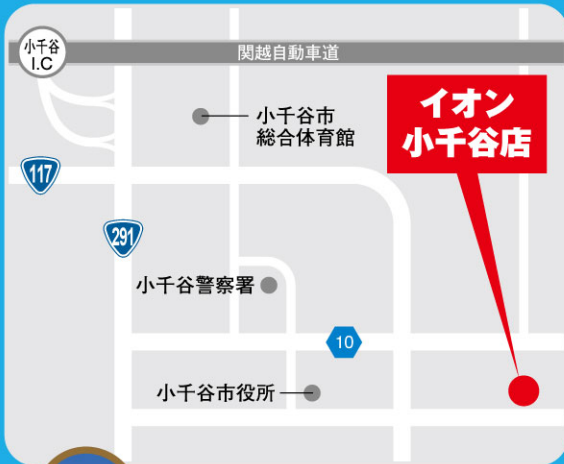 小千谷
I.C
関越自動車道
小千谷市
総合体育館
イオン
小千谷店
117
291
小千谷警察署
10
小千谷市役所